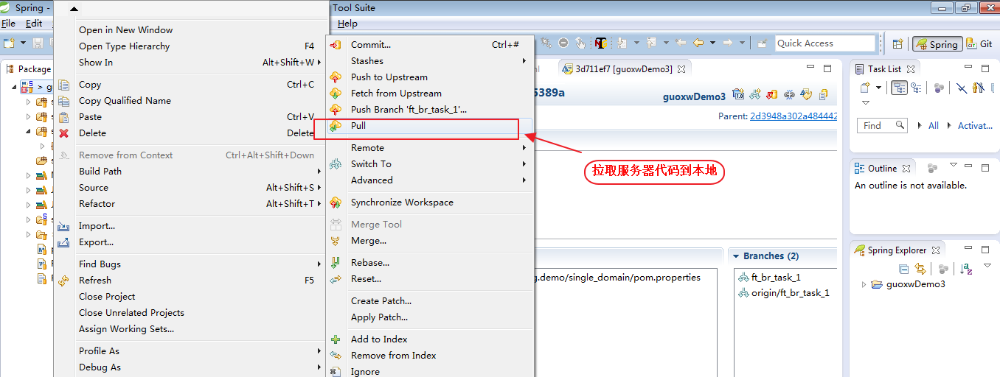 Spring -
Tool Suite
File Edit
Help
Quick Access
Spring
Git
Package
> g
Open in New Window
Open Type Hierarchy F4
Show In Alt+Shift+W
Copy Ctrl+C
Copy Qualified Name
Paste Ctrl+V
Delete Delete
Remove from Context Ctrl+Alt+Shift+Down
Build Path
Source Alt+Shift+S
Refactor Alt+Shift+T
Import...
Export...
Find Bugs
Refresh F5
Close Project
Close Unrelated Projects
Assign Working Sets...
Profile As
Debug As
Commit... Ctrl+#
Stashes
Push to Upstream
Fetch from Upstream
Push Branch 'ft_br_task_1'...
Pull
Remote
Switch To
Advanced
Synchronize Workspace
Merge Tool
Merge...
Rebase...
Reset...
Create Patch...
Apply Patch...
Add to Index
Remove from Index
Ignore
拉取服务器代码到本地
3d711ef7 [guoxwDemo3]
5389a
guoxwDemo3
Parent: 2d3948a302a484442
g.demo/single_domain/pom.properties
Branches (2)
ft_br_task_1
origin/ft_br_task_1
Task List
Find
All
Activat...
Outline
An outline is not available.
Spring Explorer
guoxwDemo3